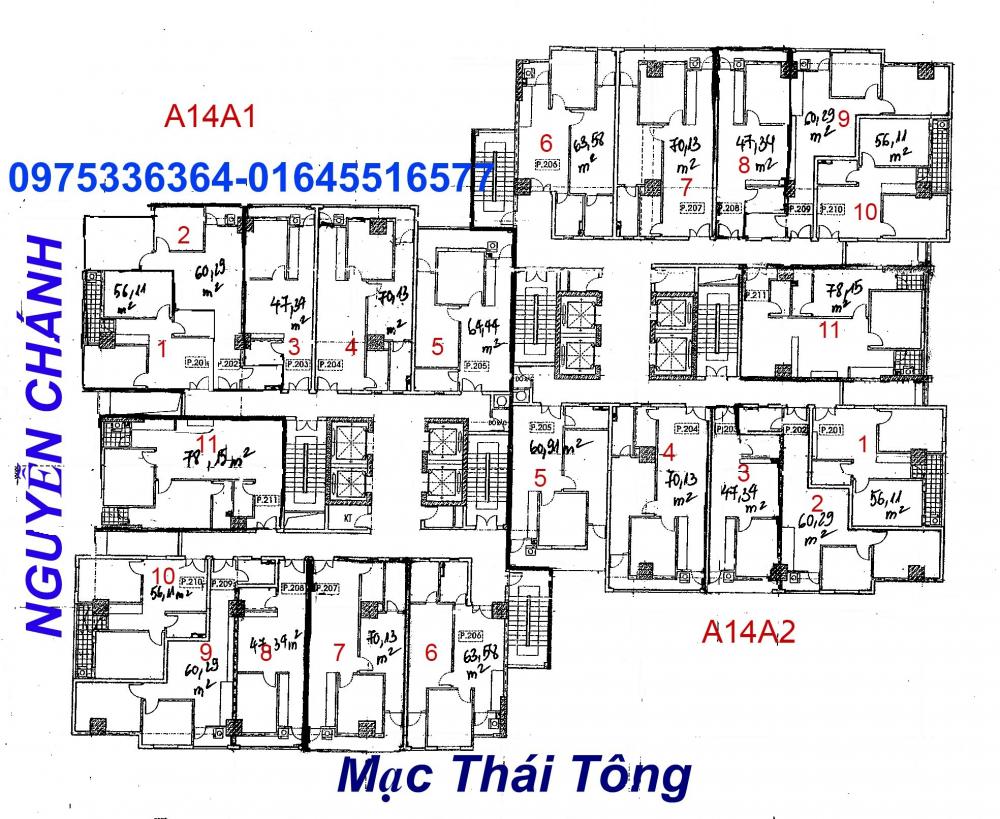 A14A1
0975336364-01645516577
NGUYEN CHÁNH
6
63,58 m²
P.206
7
70,13 m²
P.207
8
47,34 m²
P.208
9
60,29 m²
P.209
56,11 m²
10
P.210
2
60,29 m²
56,11 m²
1
P.201
P.202
47,34 m²
3
P.203
4
70,13 m²
P.204
5
64,44 m²
P.205
P.211
78,15 m²
11
11
78,15 m²
P.211
KT
P.205
60,91 m²
5
P.204
4
70,13 m²
3
47,34 m²
P.202
2
60,29 m²
P.201
1
56,11 m²
10
P.210
56,11 m²
P.209
9
60,29 m²
P.208
47,34 m²
8
P.207
7
70,13 m²
6
P.206
63,58 m²
A14A2
Mạc Thái Tông